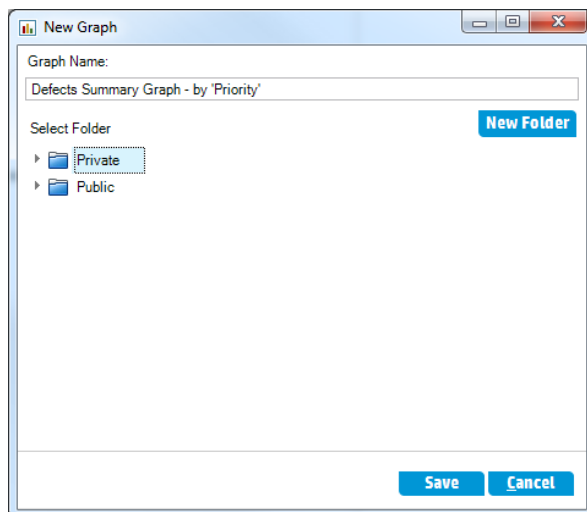 New Graph
Graph Name:
Defects Summary Graph - by 'Priority'
New Folder
Select Folder
Private
Public
Save
Cancel